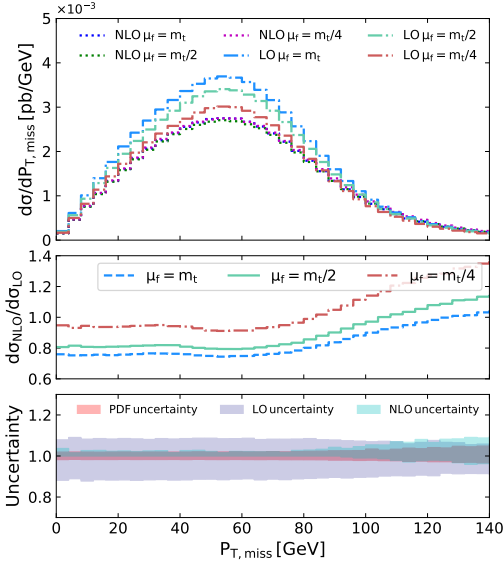 ×10⁻³
NLO μf = mt NLO μf = mt/4 LO μf = mt/2
NLO μf = mt/2 LO μf = mt LO μf = mt/4
dσ/dPT, miss [pb/GeV]
5
4
3
2
1
0
μf = mt μf = mt/2 μf = mt/4
dσNLO/dσLO
1.4
1.2
1.0
0.8
0.6
PDF uncertainty LO uncertainty NLO uncertainty
Uncertainty
1.2
1.0
0.8
0 20 40 60 80 100 120 140
PT, miss [GeV]